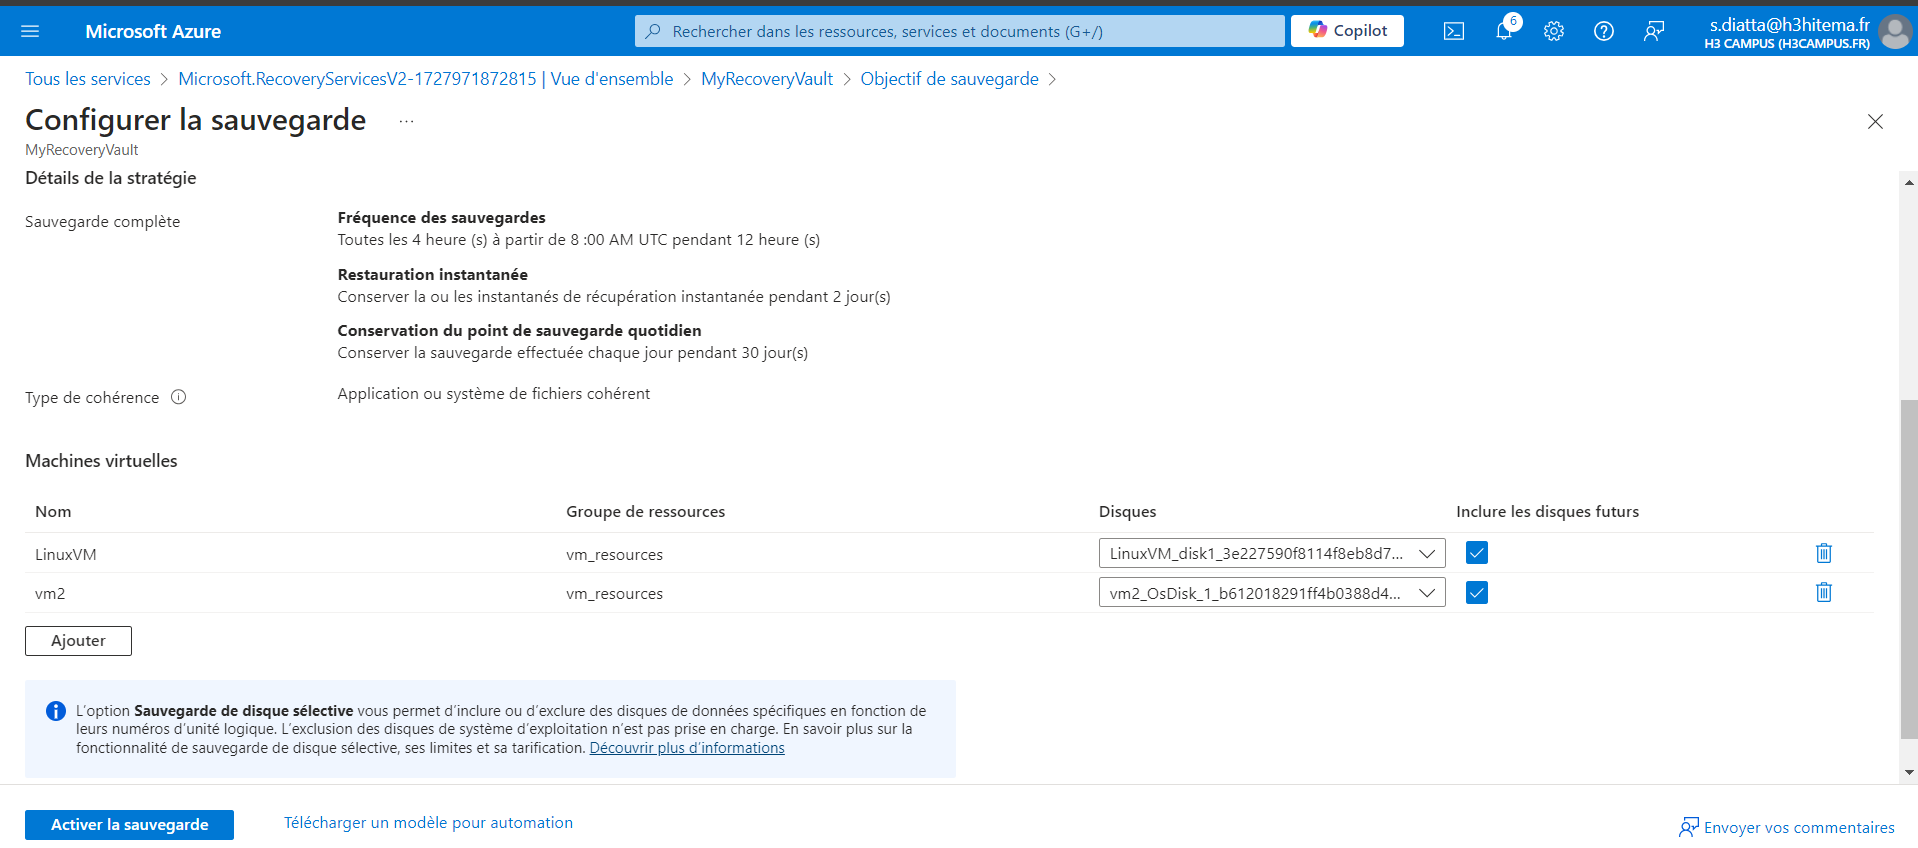 Microsoft Azure
Rechercher dans les ressources, services et documents (G+/)
Copilot
6
s.diatta@h3hitema.fr
H3 CAMPUS (H3CAMPUS.FR)
Tous les services > Microsoft.RecoveryServicesV2-1727971872815 | Vue d'ensemble > MyRecoveryVault > Objectif de sauvegarde >
Configurer la sauvegarde ...
MyRecoveryVault
Détails de la stratégie
Sauvegarde complète
Fréquence des sauvegardes
Toutes les 4 heure (s) à partir de 8 :00 AM UTC pendant 12 heure (s)
Restauration instantanée
Conserver la ou les instantanés de récupération instantanée pendant 2 jour(s)
Conservation du point de sauvegarde quotidien
Conserver la sauvegarde effectuée chaque jour pendant 30 jour(s)
Type de cohérence
Application ou système de fichiers cohérent
Machines virtuelles
Nom Groupe de ressources Disques Inclure les disques futurs
LinuxVM vm_resources LinuxVM_disk1_3e227590f8114f8eb8d7...
vm2 vm_resources vm2_OsDisk_1_b612018291ff4b0388d4...
Ajouter
L'option Sauvegarde de disque sélective vous permet d'inclure ou d'exclure des disques de données spécifiques en fonction de
leurs numéros d'unité logique. L'exclusion des disques de système d'exploitation n'est pas prise en charge. En savoir plus sur la
fonctionnalité de sauvegarde de disque sélective, ses limites et sa tarification. Découvrir plus d'informations
Activer la sauvegarde
Télécharger un modèle pour automation
Envoyer vos commentaires